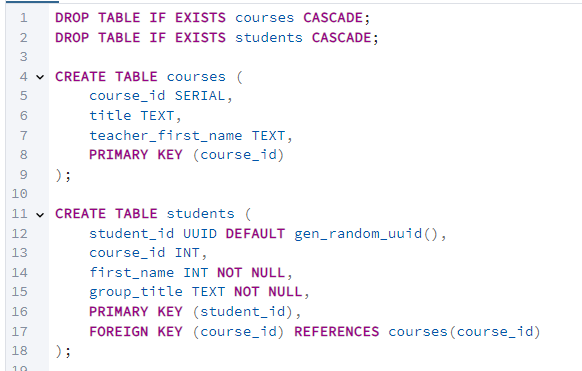 1 DROP TABLE IF EXISTS courses CASCADE;
2 DROP TABLE IF EXISTS students CASCADE;
3
4 CREATE TABLE courses (
5     course_id SERIAL,
6     title TEXT,
7     teacher_first_name TEXT,
8     PRIMARY KEY (course_id)
9 );
10
11 CREATE TABLE students (
12     student_id UUID DEFAULT gen_random_uuid(),
13     course_id INT,
14     first_name INT NOT NULL,
15     group_title TEXT NOT NULL,
16     PRIMARY KEY (student_id),
17     FOREIGN KEY (course_id) REFERENCES courses(course_id)
18 );
19